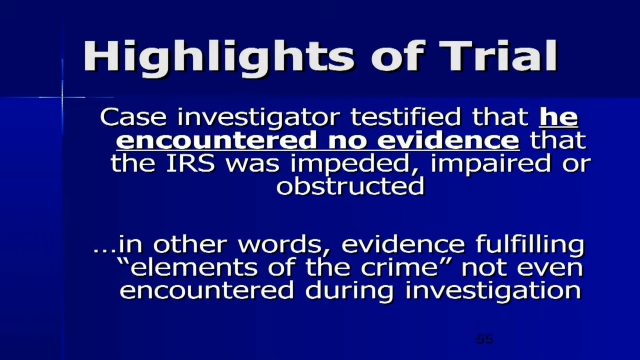 Highlights of Trial
Case investigator testified that he
encountered no evidence that
the IRS was impeded, impaired or
obstructed
…in other words, evidence fulfilling
“elements of the crime” not even
encountered during investigation